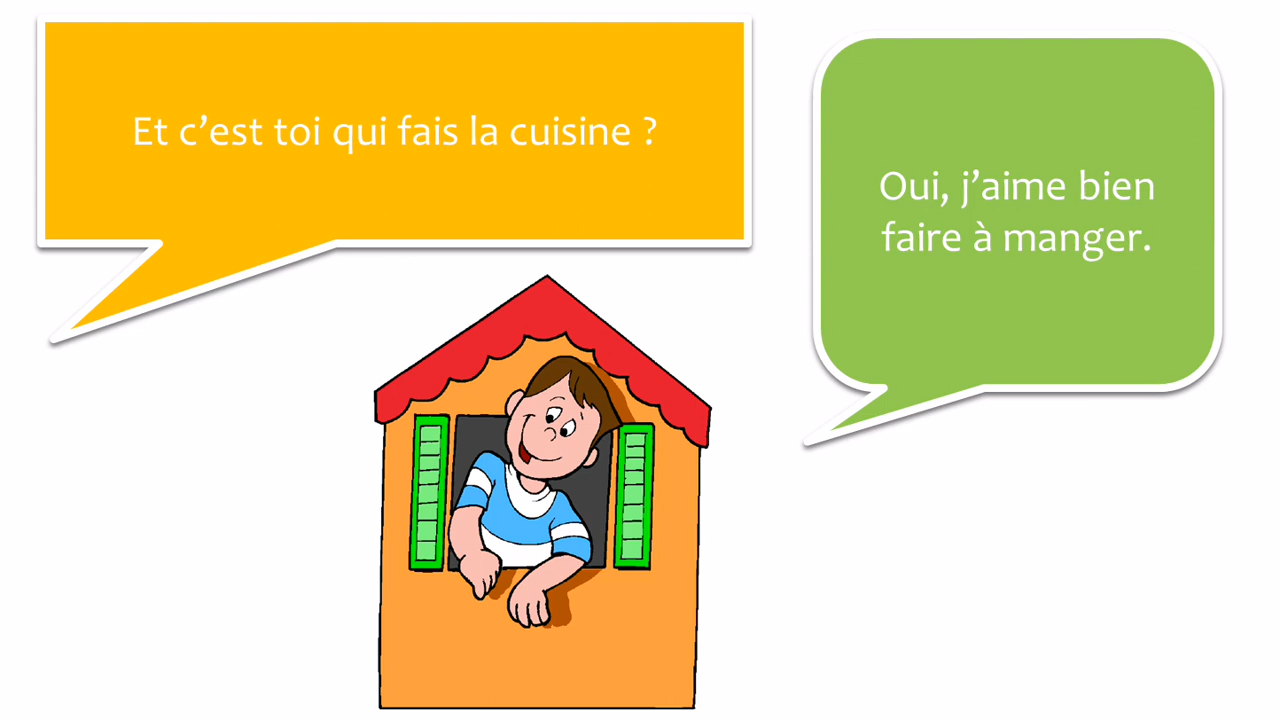 Et c’est toi qui fais la cuisine ?
Oui, j’aime bien
faire à manger.